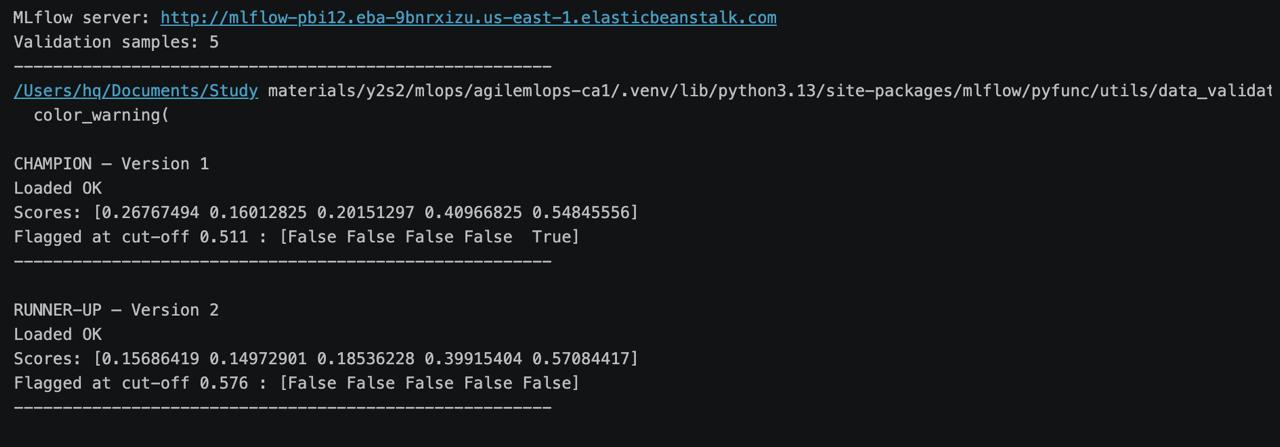 MLflow server: http://mlflow-pbi12.eba-9bnrxizu.us-east-1.elasticbeanstalk.com
Validation samples: 5
-------------------------------------------------------
/Users/hq/Documents/Study materials/y2s2/mlops/agilemlops-ca1/.venv/lib/python3.13/site-packages/mlflow/pyfunc/utils/data_validat
color_warning(
CHAMPION — Version 1
Loaded OK
Scores: [0.26767494 0.16012825 0.20151297 0.40966825 0.54845556]
Flagged at cut-off 0.511 : [False False False False  True]
-------------------------------------------------------
RUNNER-UP — Version 2
Loaded OK
Scores: [0.15686419 0.14972901 0.18536228 0.39915404 0.57084417]
Flagged at cut-off 0.576 : [False False False False False]
-------------------------------------------------------